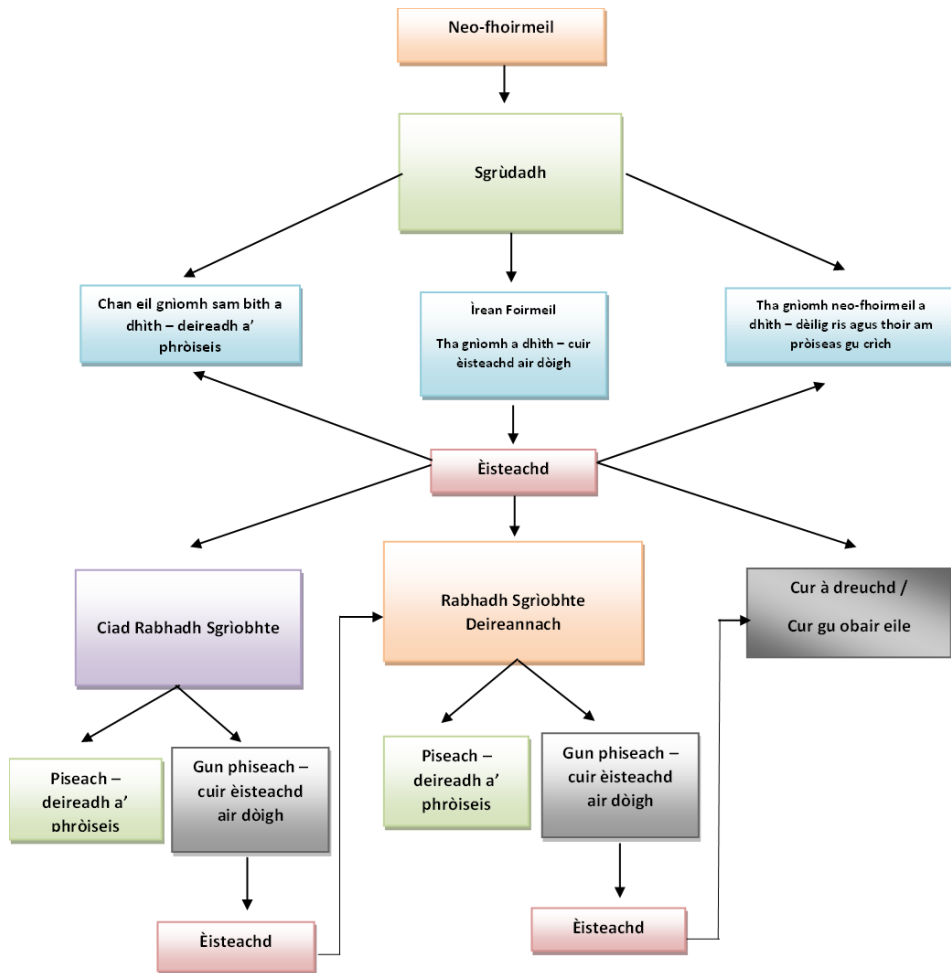 Neo-fhoirmeil
Sgrùdadh
Chan eil gnìomh sam bith a
dhìth – deireadh a'
phròiseis
Ìrean Foirmeil
Tha gnìomh a dhìth – cuir
èisteachd air dòigh
Tha gnìomh neo-fhoirmeil a
dhìth – dèilig ris agus thoir am
pròiseas gu crìch
Èisteachd
Ciad Rabhadh Sgrìobhte
Rabhadh Sgrìobhte
Deireannach
Cur à dreuchd /
Cur gu obair eile
Piseach –
deireadh a'
phròiseis
Gun phiseach –
cuir èisteachd
air dòigh
Piseach –
deireadh a'
phròiseis
Gun phiseach –
cuir èisteachd
air dòigh
Èisteachd
Èisteachd